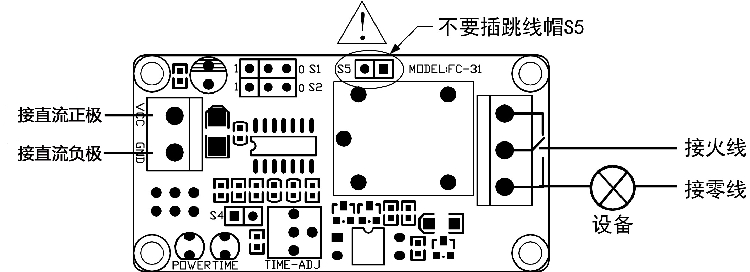 不要插跳线帽S5
S5
MODEL:FC-31
1
0 S1
1
0 S2
VCC
接直流正极
GND
接直流负极
接火线
接零线
设备
S4
POWER
TIME
TIME-ADJ